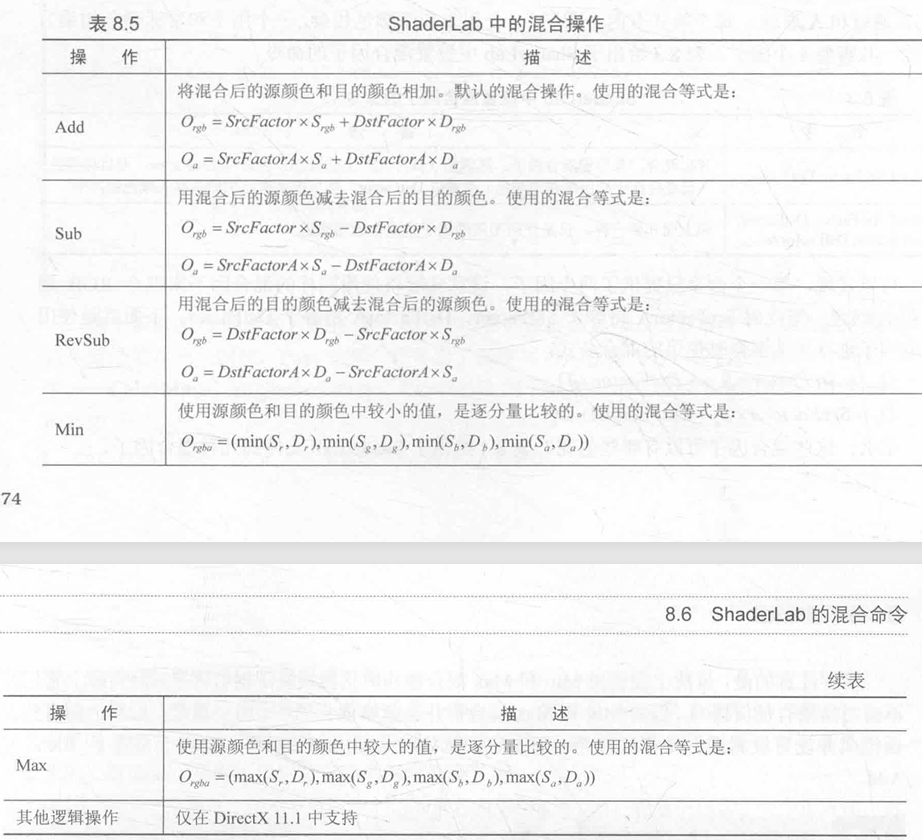 表 8.5 ShaderLab 中的混合操作
操 作 描 述
Add 将混合后的源颜色和目的颜色相加。默认的混合操作。使用的混合等式是：
O_rgb = SrcFactor × S_rgb + DstFactor × D_rgb
O_a = SrcFactorA × S_a + DstFactorA × D_a
Sub 用混合后的源颜色减去混合后的目的颜色。使用的混合等式是：
O_rgb = SrcFactor × S_rgb − DstFactor × D_rgb
O_a = SrcFactorA × S_a − DstFactorA × D_a
RevSub 用混合后的目的颜色减去混合后的源颜色。使用的混合等式是：
O_rgb = DstFactor × D_rgb − SrcFactor × S_rgb
O_a = DstFactorA × D_a − SrcFactorA × S_a
Min 使用源颜色和目的颜色中较小的值，是逐分量比较的。使用的混合等式是：
O_rgba = (min(S_r, D_r), min(S_g, D_g), min(S_b, D_b), min(S_a, D_a))
74
8.6 ShaderLab 的混合命令
续表
操 作 描 述
Max 使用源颜色和目的颜色中较大的值，是逐分量比较的。使用的混合等式是：
O_rgba = (max(S_r, D_r), max(S_g, D_g), max(S_b, D_b), max(S_a, D_a))
其他逻辑操作 仅在 DirectX 11.1 中支持